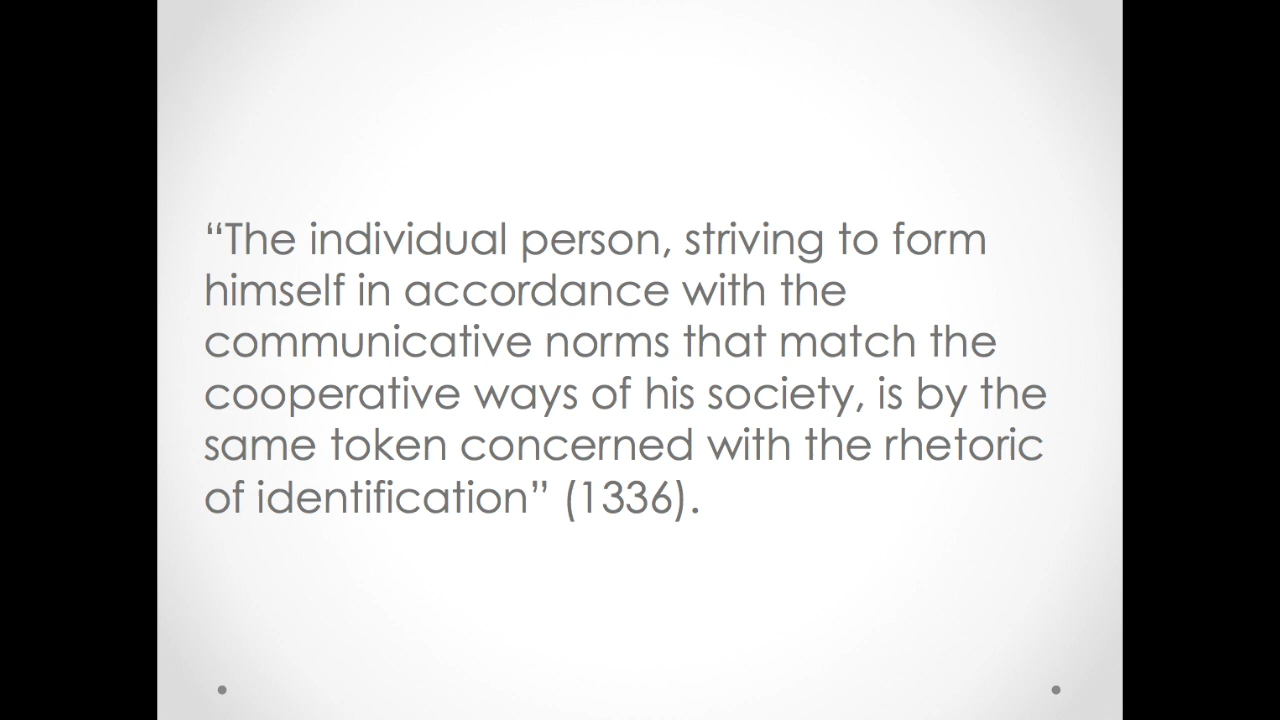 “The individual person, striving to form
himself in accordance with the
communicative norms that match the
cooperative ways of his society, is by the
same token concerned with the rhetoric
of identification” (1336).